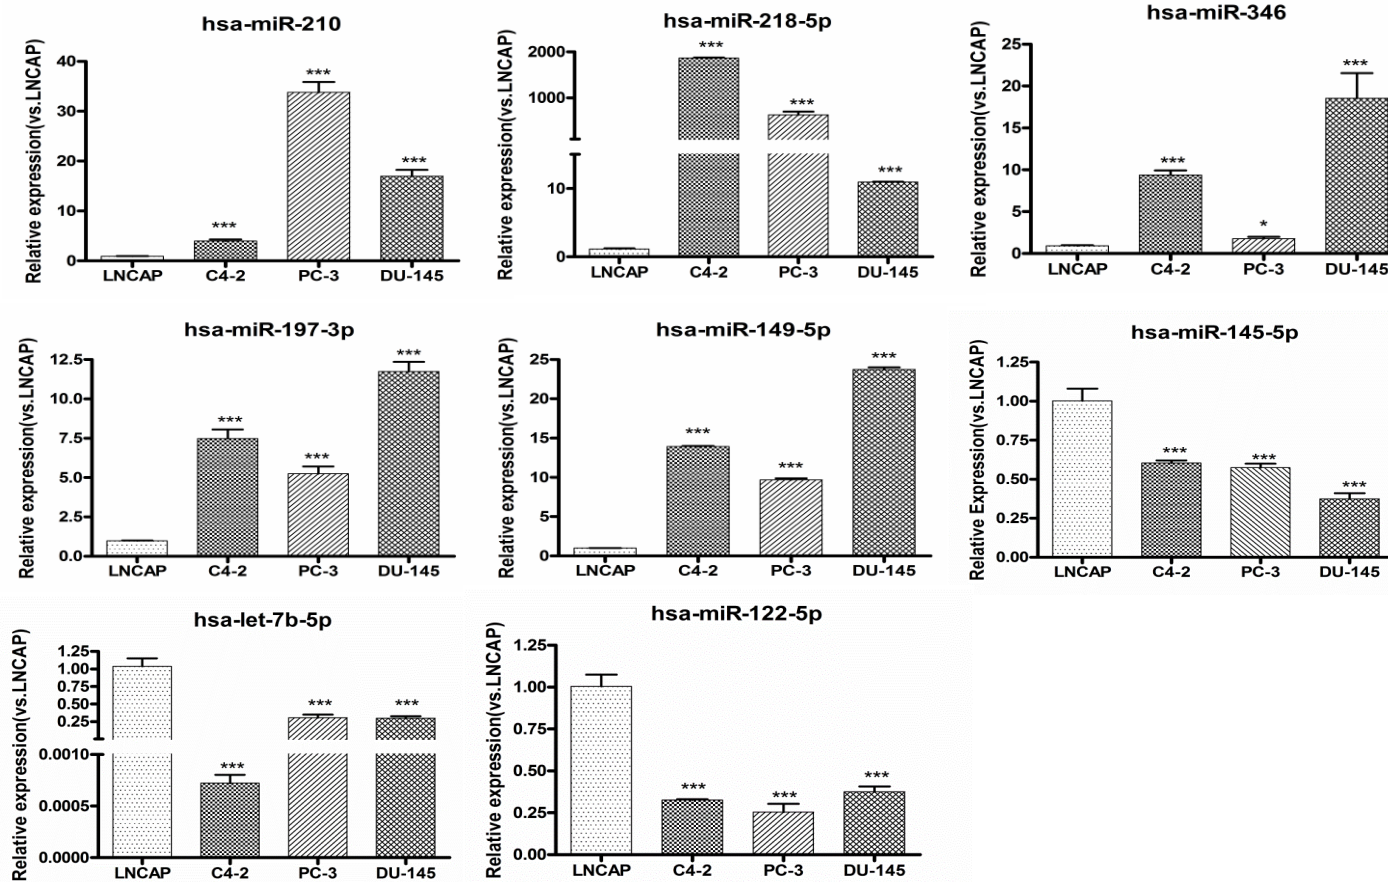 hsa-miR-210
Relative expression(vs.LNCAP)
40
30
20
10
0
***
***
***
LNCAP C4-2 PC-3 DU-145
hsa-miR-218-5p
Relative expression(vs.LNCAP)
2000
1000
10
0
***
***
***
LNCAP C4-2 PC-3 DU-145
hsa-miR-346
Relative expression(vs.LNCAP)
25
20
15
10
5
0
***
*
***
LNCAP C4-2 PC-3 DU-145
hsa-miR-197-3p
Relative expression(vs.LNCAP)
12.5
10.0
7.5
5.0
2.5
0.0
***
***
***
LNCAP C4-2 PC-3 DU-145
hsa-miR-149-5p
Relative expression(vs.LNCAP)
25
20
15
10
5
0
***
***
***
LNCAP C4-2 PC-3 DU-145
hsa-miR-145-5p
Relative Expression(vs.LNCAP)
1.25
1.00
0.75
0.50
0.25
0.00
***
***
***
LNCAP C4-2 PC-3 DU-145
hsa-let-7b-5p
Relative expression(vs.LNCAP)
1.25
1.00
0.75
0.50
0.25
0.0010
0.0005
0.0000
***
***
***
LNCAP C4-2 PC-3 DU-145
hsa-miR-122-5p
Relative expression(vs.LNCAP)
1.25
1.00
0.75
0.50
0.25
0.00
***
***
***
LNCAP C4-2 PC-3 DU-145